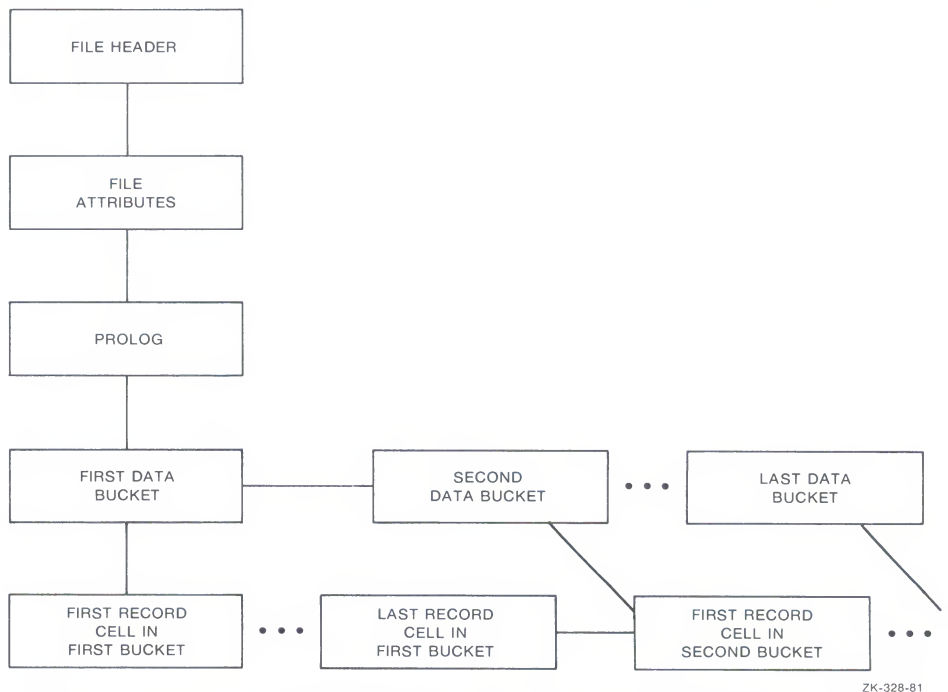 FILE HEADER
FILE
ATTRIBUTES
PROLOG
FIRST DATA
BUCKET
SECOND
DATA BUCKET
LAST DATA
BUCKET
FIRST RECORD
CELL IN
FIRST BUCKET
LAST RECORD
CELL IN
FIRST BUCKET
FIRST RECORD
CELL IN
SECOND BUCKET
ZK-328-81